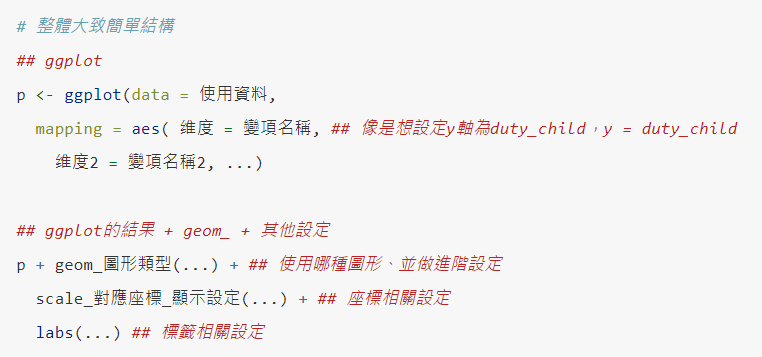 # 整體大致簡單結構
## ggplot
p <- ggplot(data = 使用資料,
mapping = aes( 维度 = 變項名稱, ## 像是想設定y軸為duty_child，y = duty_child
维度2 = 變項名稱2, ...)
## ggplot的結果 + geom_ + 其他設定
p + geom_圖形類型(...) + ## 使用哪種圖形、並做進階設定
scale_對應座標_顯示設定(...) + ## 座標相關設定
labs(...) ## 標籤相關設定